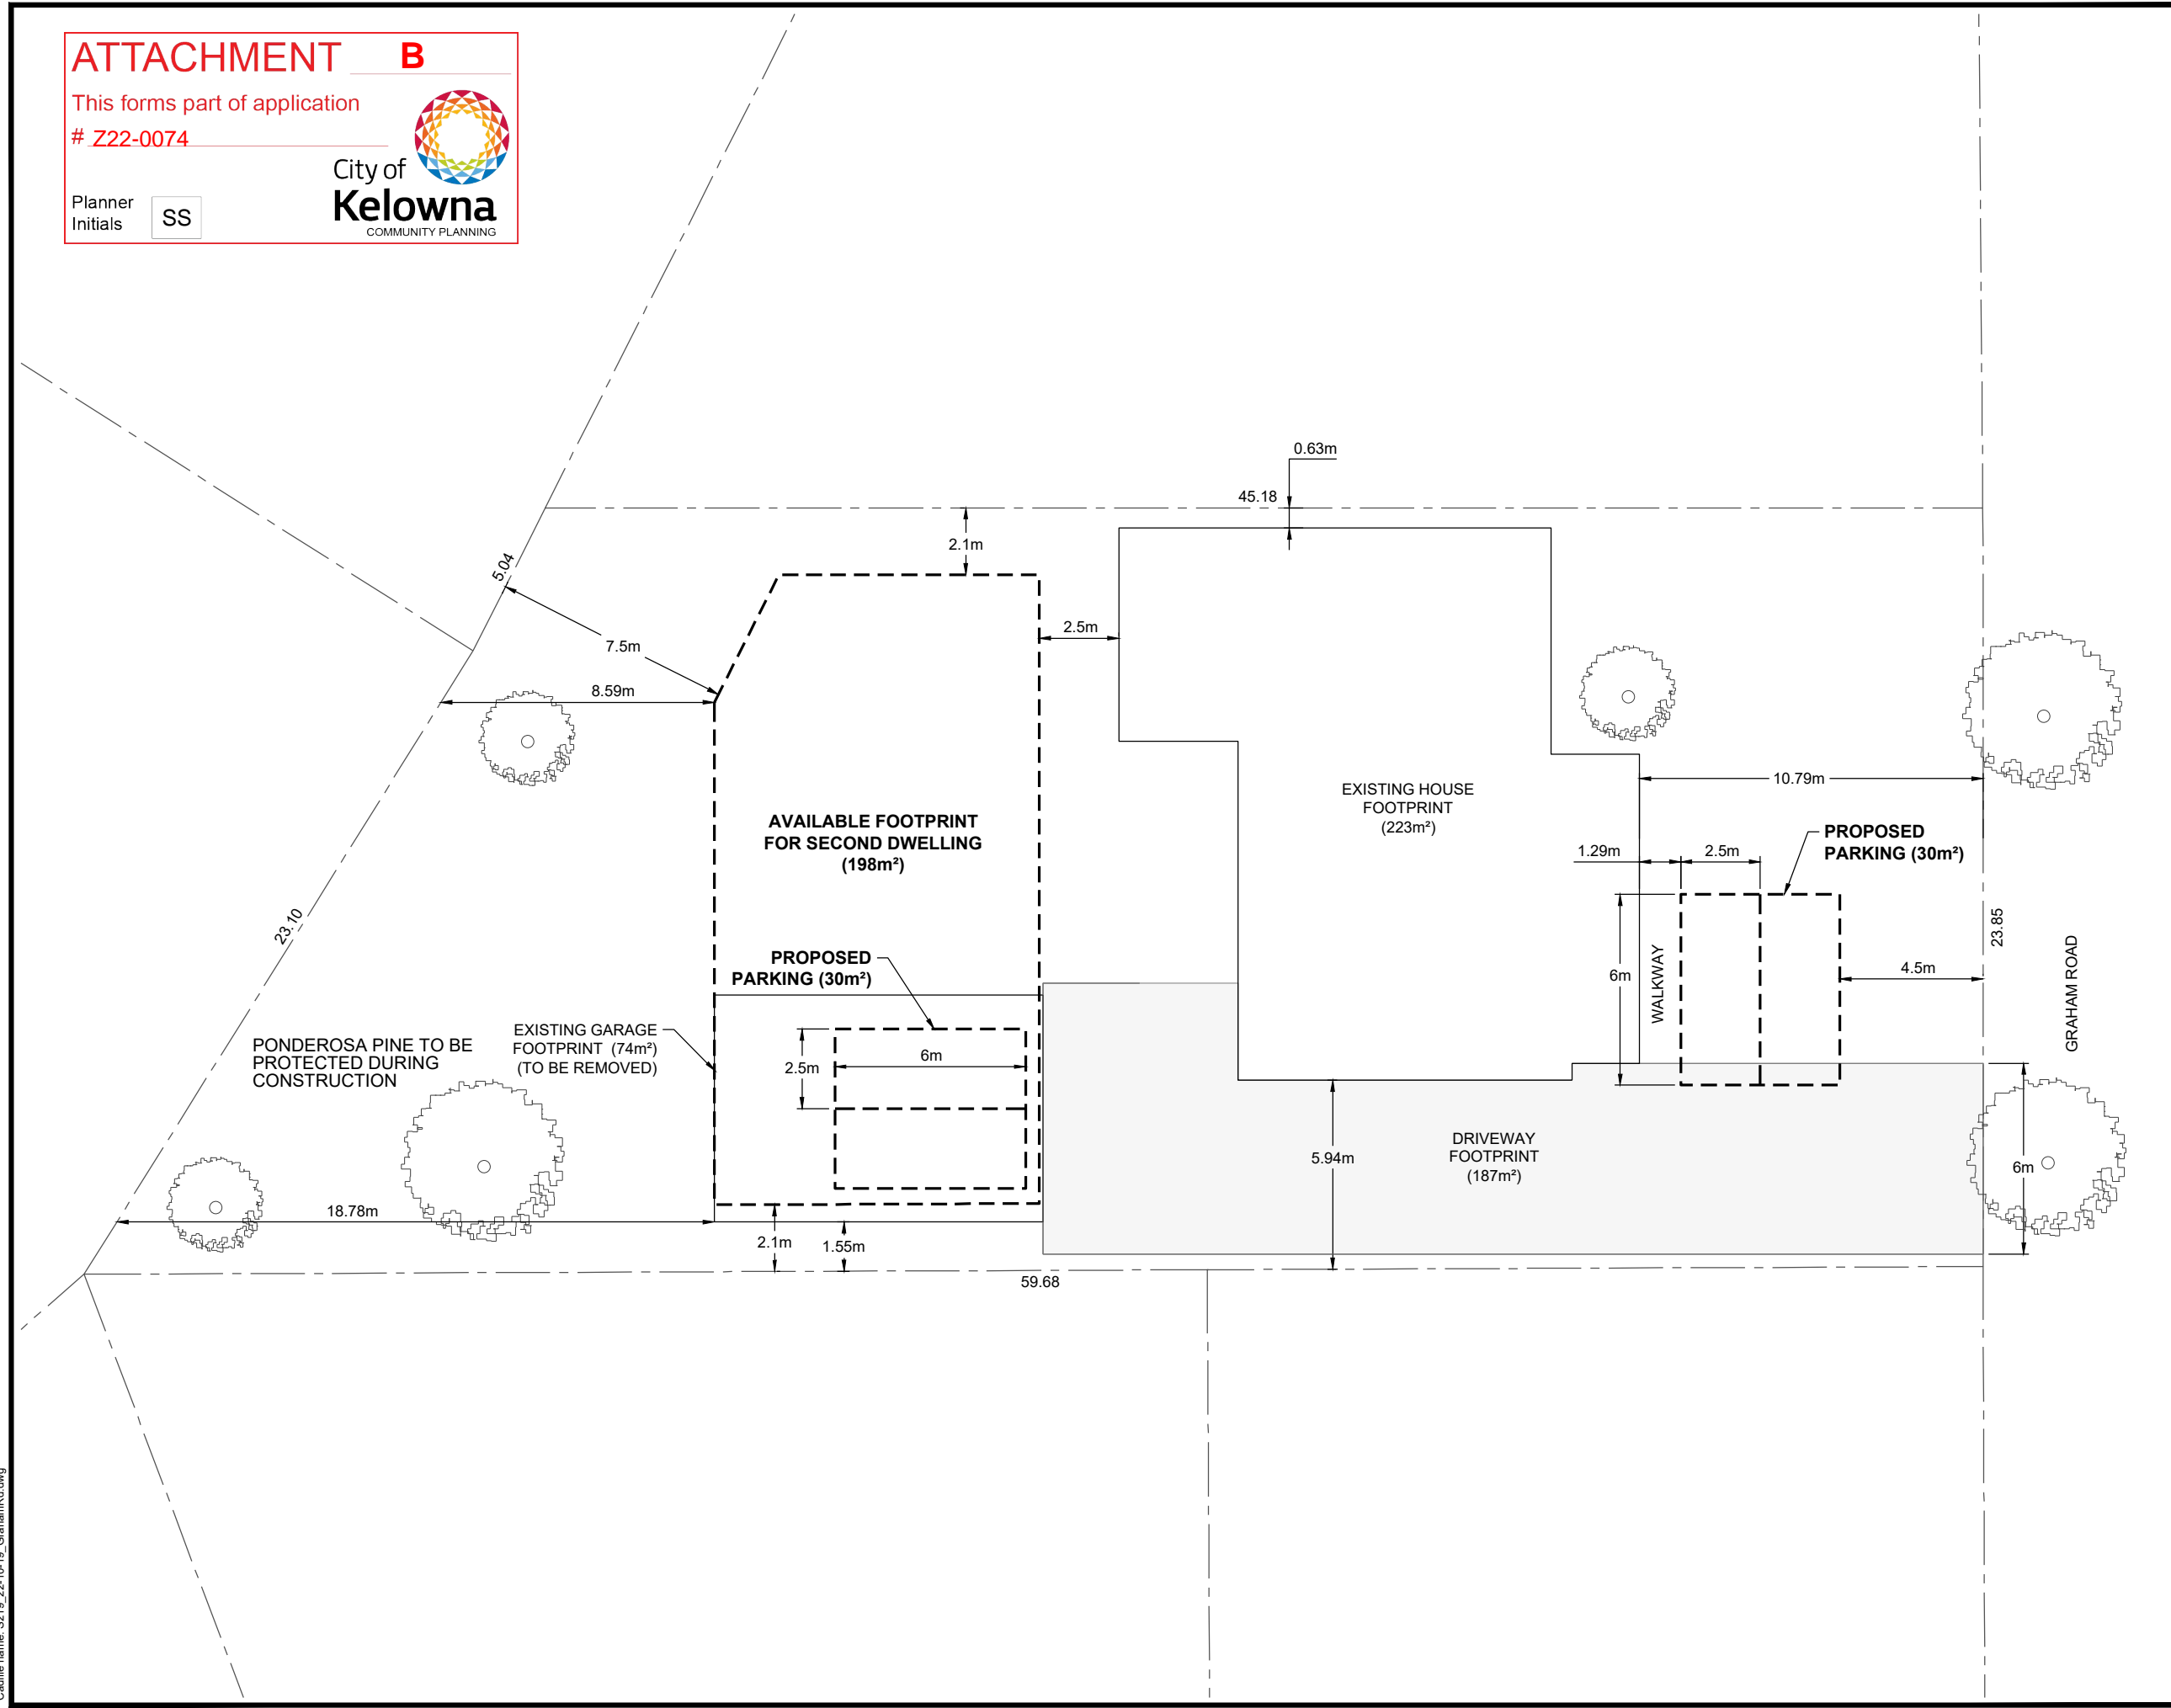 ATTACHMENT B
This forms part of application
# Z22-0074
City of
Kelowna
COMMUNITY PLANNING
Planner
Initials
SS
0.63m
45.18
2.1m
5.04
7.5m
2.5m
8.59m
10.79m
EXISTING HOUSE
FOOTPRINT
(223m²)
AVAILABLE FOOTPRINT
FOR SECOND DWELLING
(198m²)
PROPOSED
PARKING (30m²)
1.29m
2.5m
23.10
23.85
GRAHAM ROAD
WALKWAY
6m
4.5m
PROPOSED
PARKING (30m²)
PONDEROSA PINE TO BE
PROTECTED DURING
CONSTRUCTION
EXISTING GARAGE
FOOTPRINT (74m²)
(TO BE REMOVED)
2.5m
6m
DRIVEWAY
FOOTPRINT
(187m²)
5.94m
6m
18.78m
2.1m
1.55m
59.68